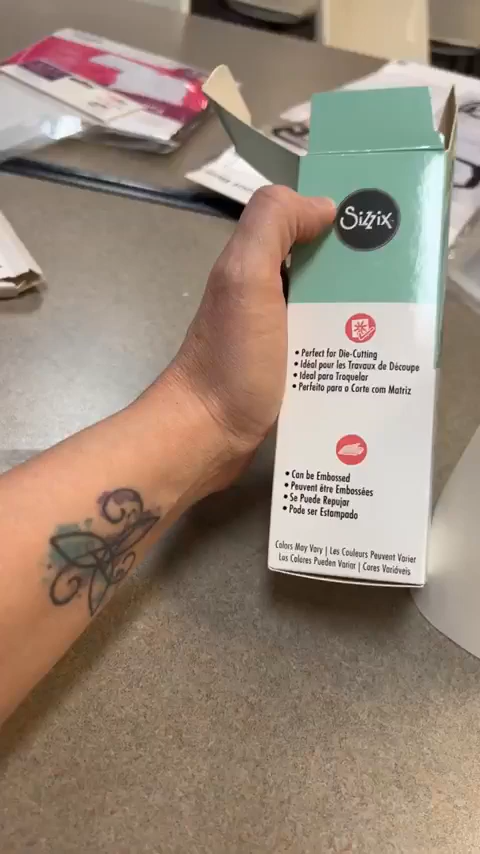 Sizzix
• Perfect for Die-Cutting
• Idéal pour les Travaux de Découpe
• Ideal para Troquelar
• Perfeito para o Corte com Matriz
• Can be Embossed
• Peuvent être Embossées
• Se Puede Repujar
• Pode ser Estampado
Colors May Vary | Les Couleurs Peuvent Varier
Los Colores Pueden Variar | Cores Variáveis